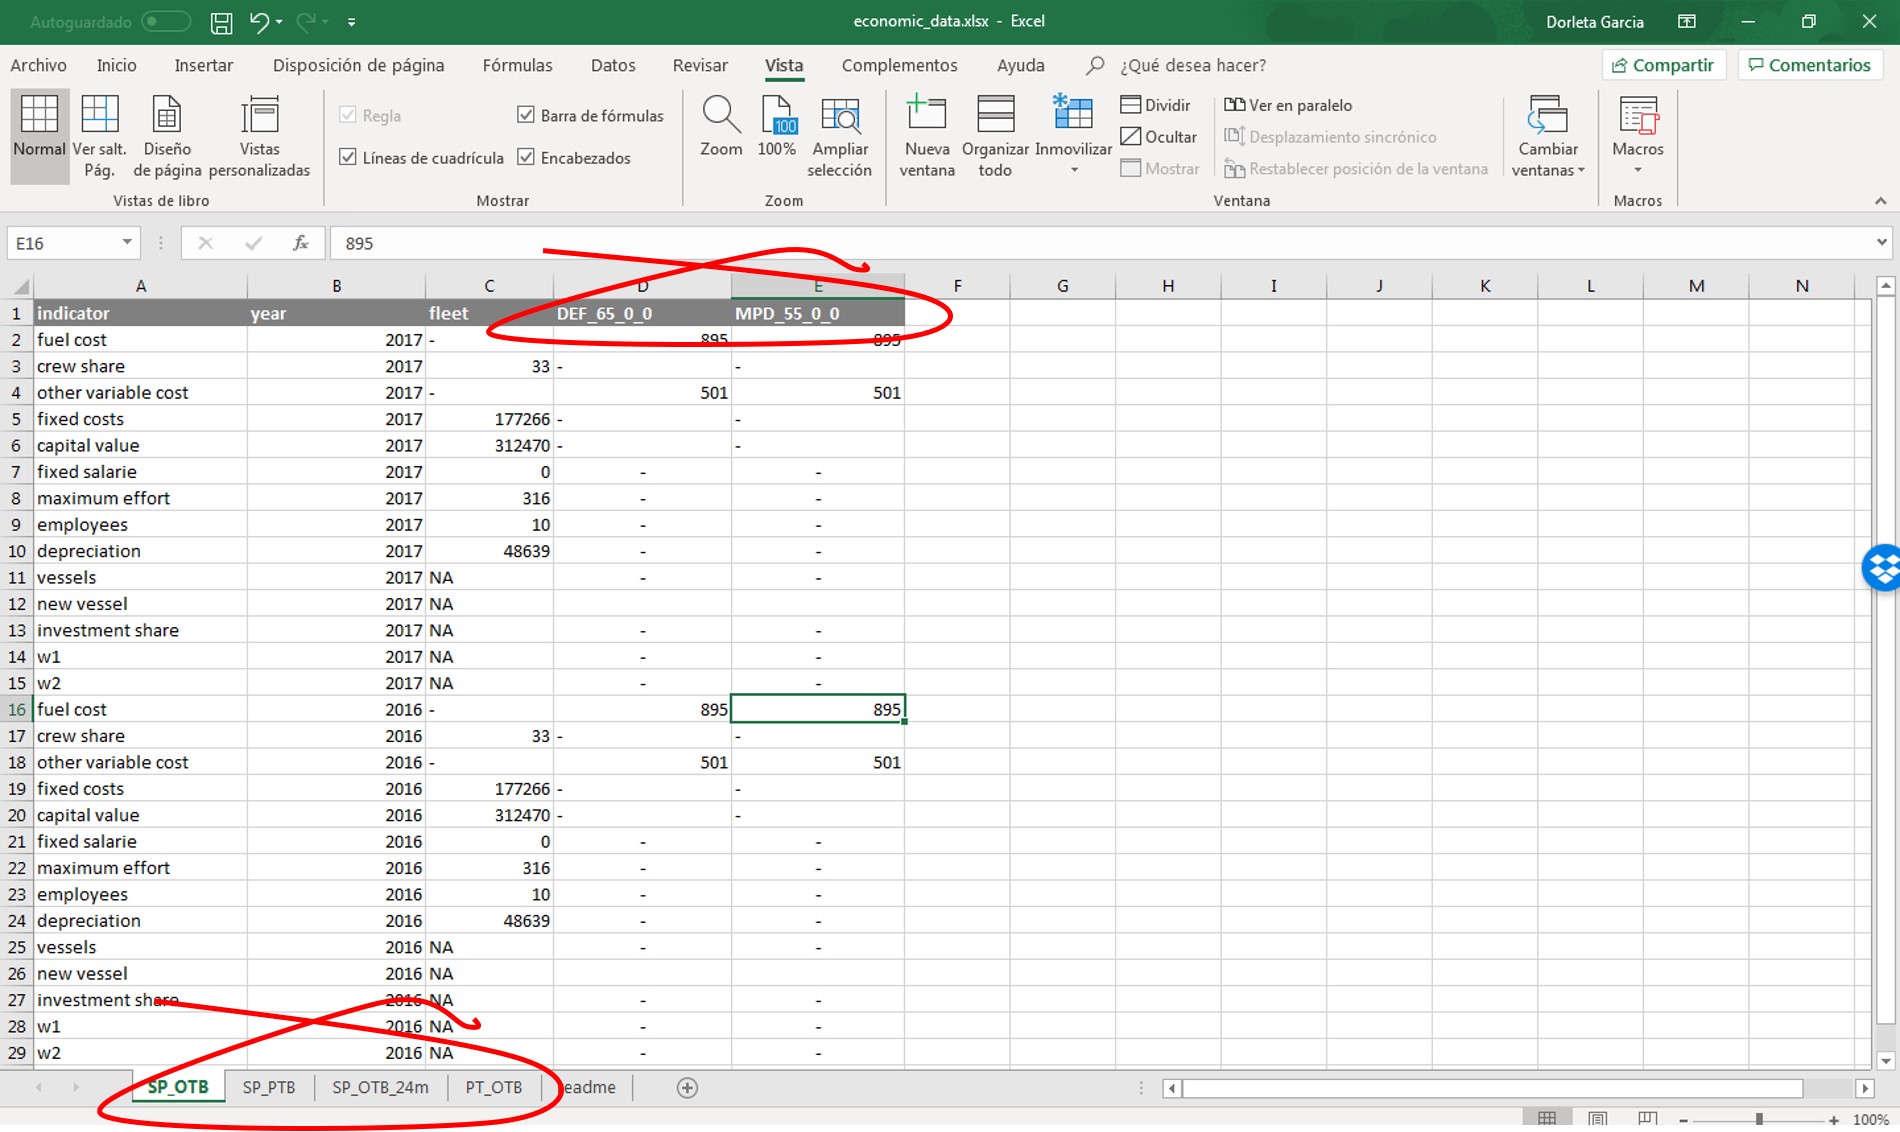 Autoguardado economic_data.xlsx - Excel Dorleta Garcia
Archivo Inicio Insertar Disposición de página Fórmulas Datos Revisar Vista Complementos Ayuda ¿Qué desea hacer? Compartir Comentarios
Normal Ver salt. Pág. Diseño de página Vistas personalizadas
Vistas de libro
Regla Barra de fórmulas
Líneas de cuadrícula Encabezados
Mostrar
Zoom 100% Ampliar selección
Zoom
Nueva ventana Organizar todo Inmovilizar
Dividir Ver en paralelo
Ocultar Desplazamiento sincrónico
Mostrar Restablecer posición de la ventana
Cambiar ventanas
Ventana
Macros
Macros
E16 fx 895
A B C D E F G H I J K L M N
1 indicator year fleet DEF_65_0_0 MPD_55_0_0
2 fuel cost 2017 - 895 895
3 crew share 2017 33 - -
4 other variable cost 2017 - 501 501
5 fixed costs 2017 177266 - -
6 capital value 2017 312470 - -
7 fixed salarie 2017 0 - -
8 maximum effort 2017 316 - -
9 employees 2017 10 - -
10 depreciation 2017 48639 - -
11 vessels 2017 NA - -
12 new vessel 2017 NA
13 investment share 2017 NA - -
14 w1 2017 NA - -
15 w2 2017 NA - -
16 fuel cost 2016 - 895 895
17 crew share 2016 33 - -
18 other variable cost 2016 - 501 501
19 fixed costs 2016 177266 - -
20 capital value 2016 312470 - -
21 fixed salarie 2016 0 - -
22 maximum effort 2016 316 - -
23 employees 2016 10 - -
24 depreciation 2016 48639 - -
25 vessels 2016 NA - -
26 new vessel 2016 NA
27 investment share 2016 NA - -
28 w1 2016 NA - -
29 w2 2016 NA - -
SP_OTB SP_PTB SP_OTB_24m PT_OTB eadme
100%